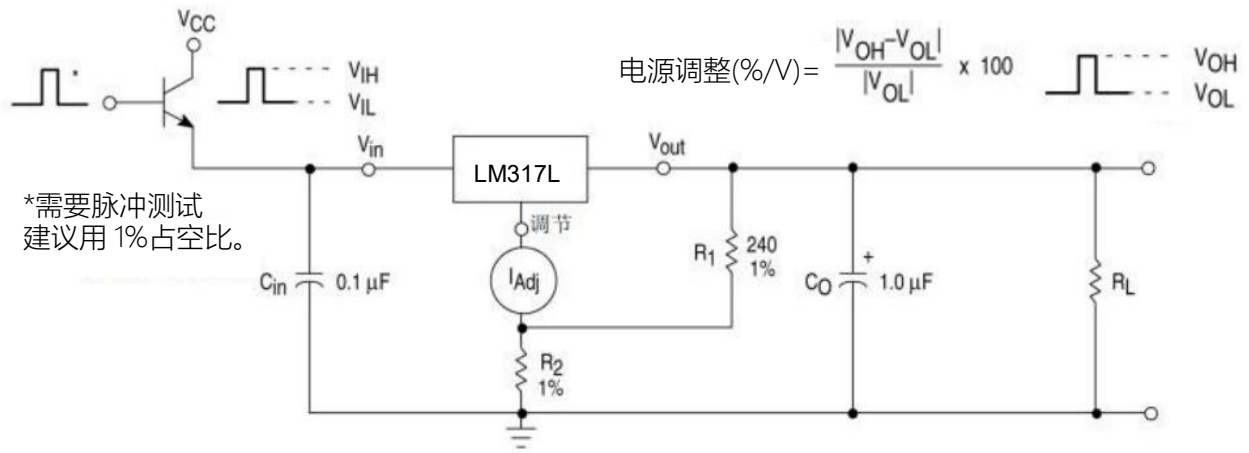 VCC
*
VIH
VIL
电源调整(%/V)= |VOH–VOL| / |VOL| x 100
VOH
VOL
Vin
LM317L
Vout
*需要脉冲测试
建议用 1%占空比。
调节
IAdj
Cin
0.1 μF
R1
240
1%
+
CO
1.0 μF
RL
R2
1%